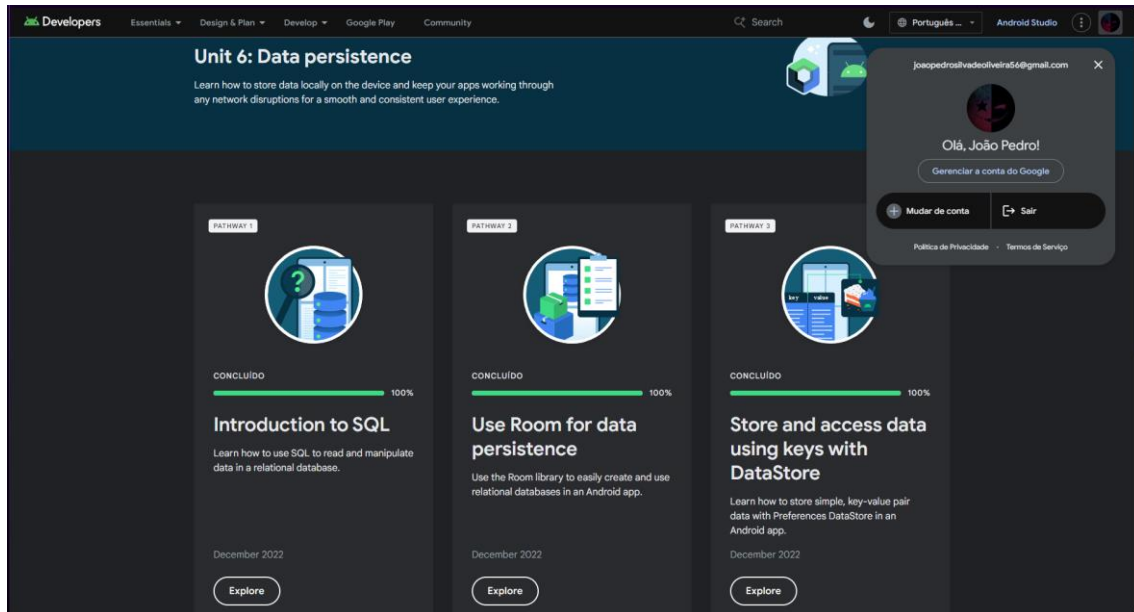 Developers Essentials Design & Plan Develop Google Play Community Search Português ... Android Studio
Unit 6: Data persistence
Learn how to store data locally on the device and keep your apps working through
any network disruptions for a smooth and consistent user experience.
joaopedrosilvadeoliveira56@gmail.com
Olá, João Pedro!
Gerenciar a conta do Google
Mudar de conta
Sair
Política de Privacidade · Termos de Serviço
PATHWAY 1
?
CONCLUÍDO
100%
Introduction to SQL
Learn how to use SQL to read and manipulate
data in a relational database.
December 2022
Explore
PATHWAY 2
CONCLUÍDO
100%
Use Room for data
persistence
Use the Room library to easily create and use
relational databases in an Android app.
December 2022
Explore
PATHWAY 3
key value
CONCLUÍDO
100%
Store and access data
using keys with
DataStore
Learn how to store simple, key-value pair
data with Preferences DataStore in an
Android app.
December 2022
Explore